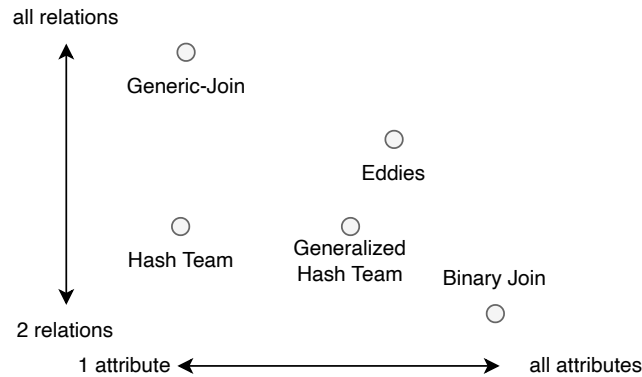 all relations
Generic-Join
Eddies
Hash Team
Generalized
Hash Team
Binary Join
2 relations
1 attribute
all attributes